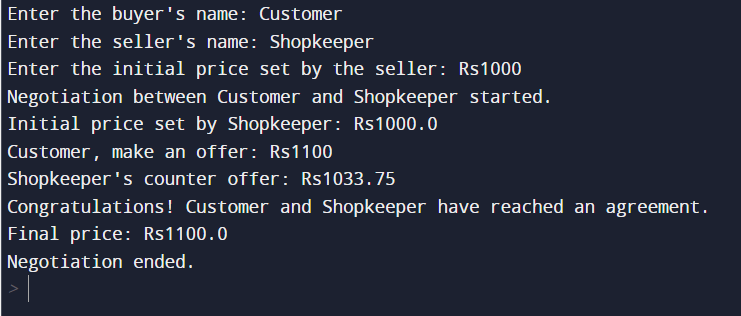 Enter the buyer's name: Customer
Enter the seller's name: Shopkeeper
Enter the initial price set by the seller: Rs1000
Negotiation between Customer and Shopkeeper started.
Initial price set by Shopkeeper: Rs1000.0
Customer, make an offer: Rs1100
Shopkeeper's counter offer: Rs1033.75
Congratulations! Customer and Shopkeeper have reached an agreement.
Final price: Rs1100.0
Negotiation ended.
>